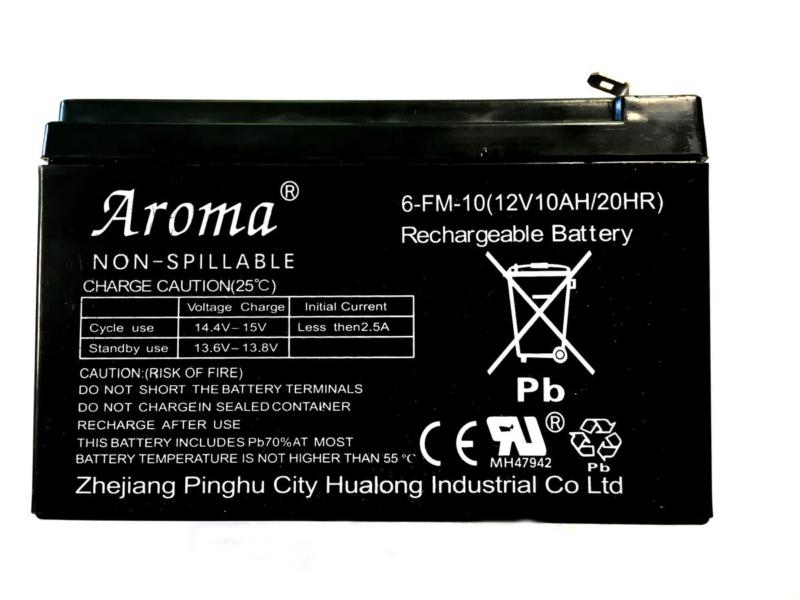 Aroma®
NON-SPILLABLE
6-FM-10(12V10AH/20HR)
Rechargeable Battery
CHARGE CAUTION(25℃)
Voltage Charge Initial Current
Cycle use 14.4V–15V Less then2.5A
Standby use 13.6V–13.8V
CAUTION:(RISK OF FIRE)
DO NOT SHORT THE BATTERY TERMINALS
DO NOT CHARGEIN SEALED CONTAINER
RECHARGE AFTER USE
THIS BATTERY INCLUDES Pb70%AT MOST
BATTERY TEMPERATURE IS NOT HIGHER THAN 55 ℃
Pb
CE RU®
MH47942
Pb
Zhejiang Pinghu City Hualong Industrial Co Ltd